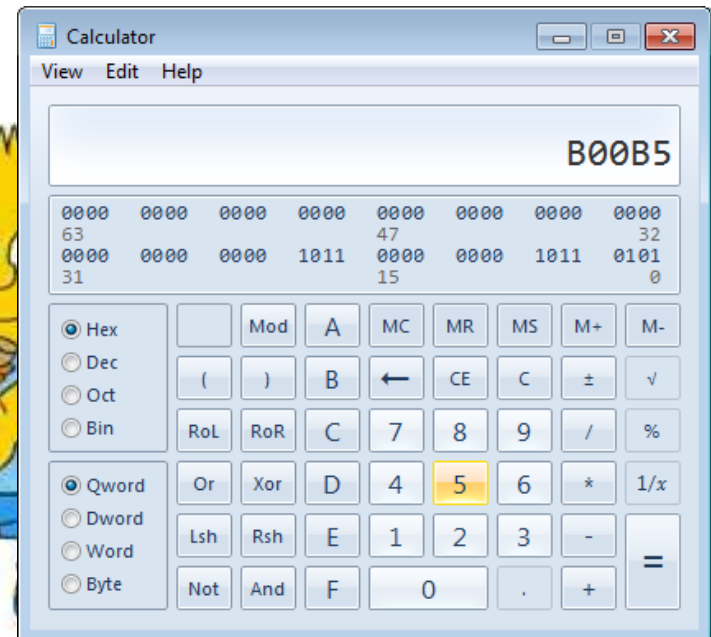 Calculator
View Edit Help
B00B5
0000 0000 0000 0000 0000 0000 0000 0000
63 47 32
0000 0000 0000 1011 0000 0000 1011 0101
31 15 0
Hex Mod A MC MR MS M+ M-
Dec ( ) B ← CE C ± √
Oct
Bin RoL RoR C 7 8 9 / %
Qword Or Xor D 4 5 6 * 1/x
Dword
Word Lsh Rsh E 1 2 3 - =
Byte Not And F 0 . +